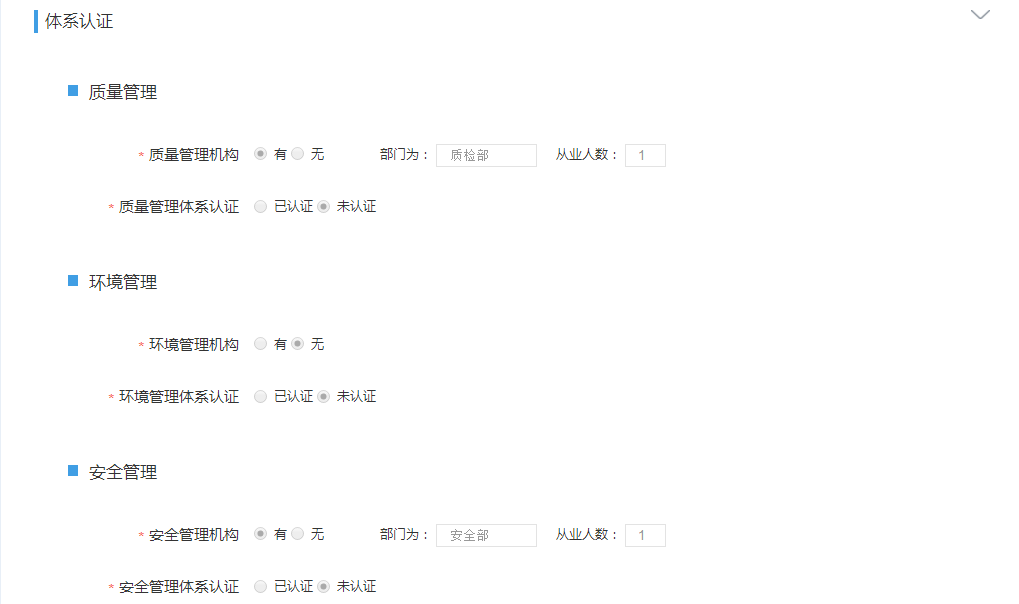 体系认证
质量管理
* 质量管理机构 有 无 部门为： 质检部 从业人数： 1
* 质量管理体系认证 已认证 未认证
环境管理
* 环境管理机构 有 无
* 环境管理体系认证 已认证 未认证
安全管理
* 安全管理机构 有 无 部门为： 安全部 从业人数： 1
* 安全管理体系认证 已认证 未认证